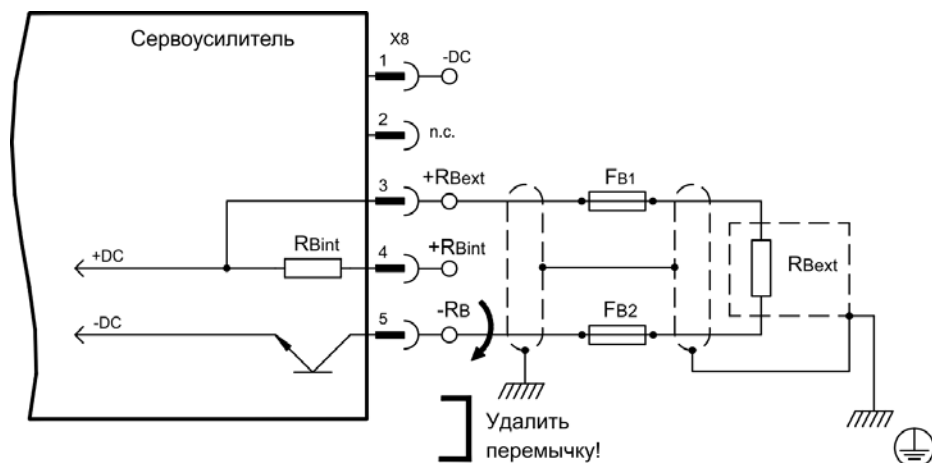 Сервоусилитель
X8
1
-DC
2
n.c.
3
+RBext
FB1
RBint
4
+RBint
RBext
+DC
-DC
5
-RB
FB2
Удалить
перемычку!